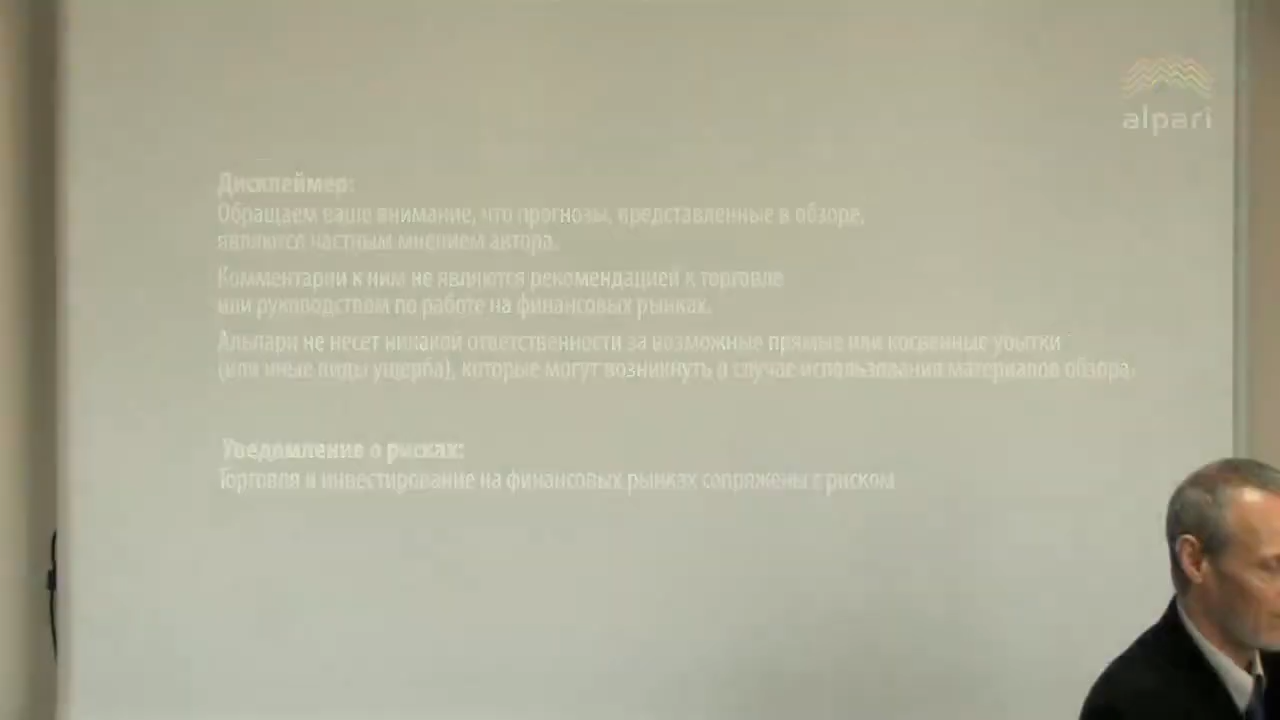 alpari
Дисклеймер:
Обращаем ваше внимание, что прогнозы, представленные в обзоре,
являются частным мнением автора.
Комментарии к ним не являются рекомендацией к торговле
или руководством по работе на финансовых рынках.
Альпари не несет никакой ответственности за возможные прямые или косвенные убытки
(или иные виды ущерба), которые могут возникнуть в случае использования материалов обзора.
Уведомление о рисках:
Торговля и инвестирование на финансовых рынках сопряжены с риском